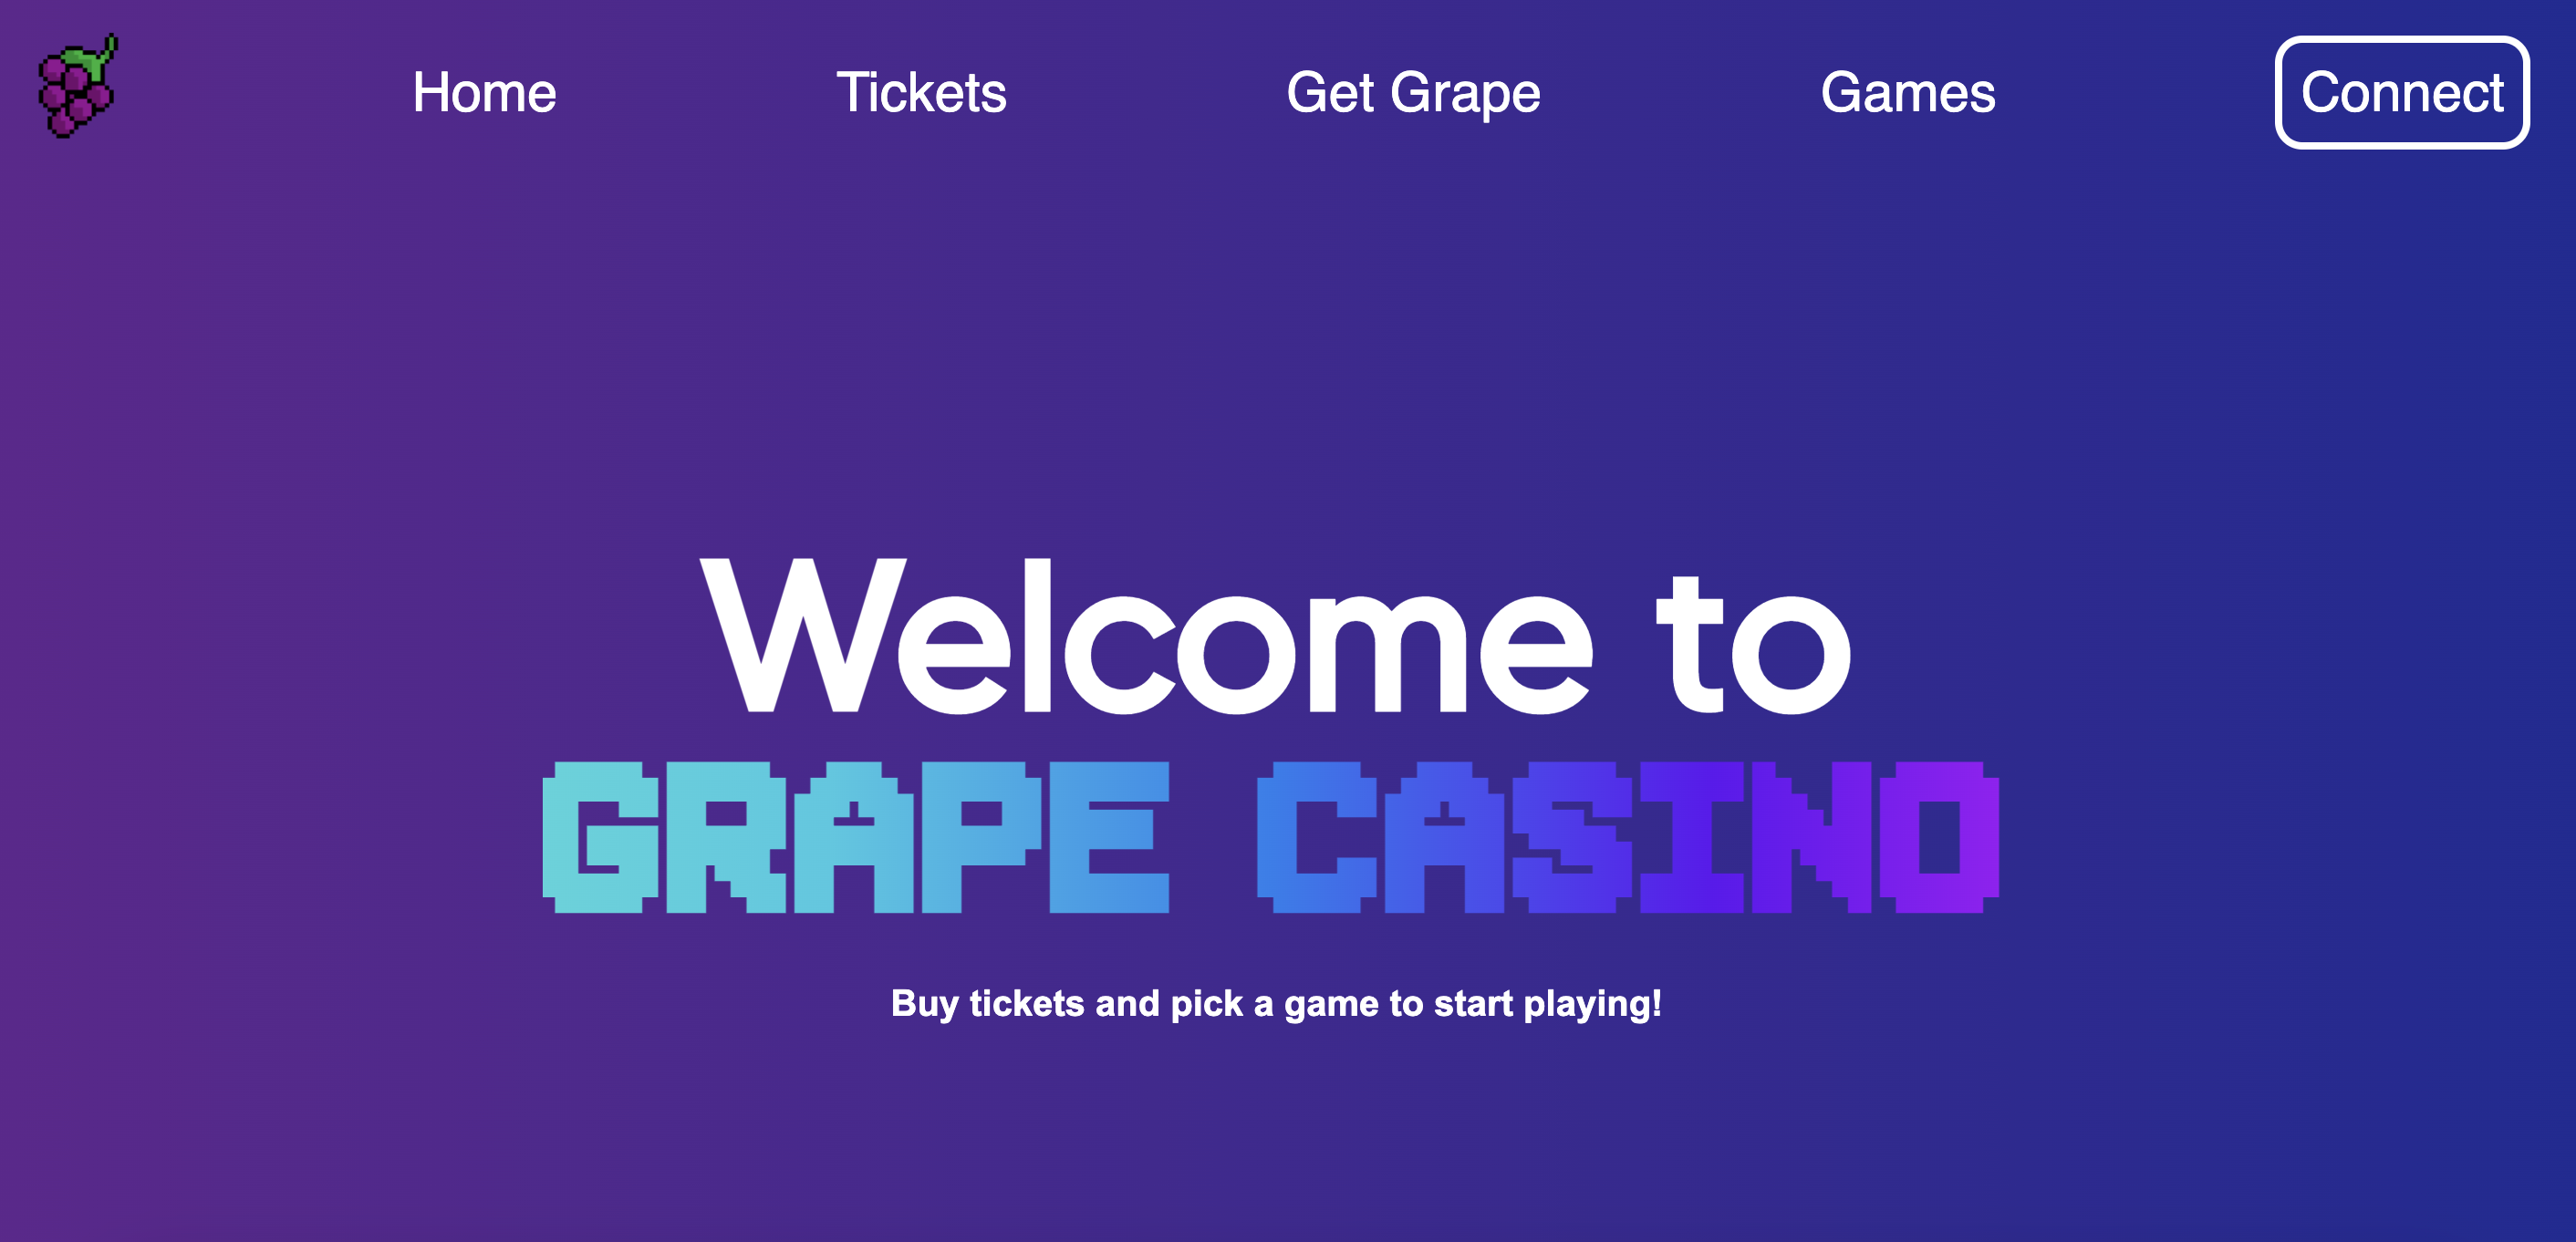 Home Tickets Get Grape Games Connect
Welcome to
GRAPE CASINO
Buy tickets and pick a game to start playing!